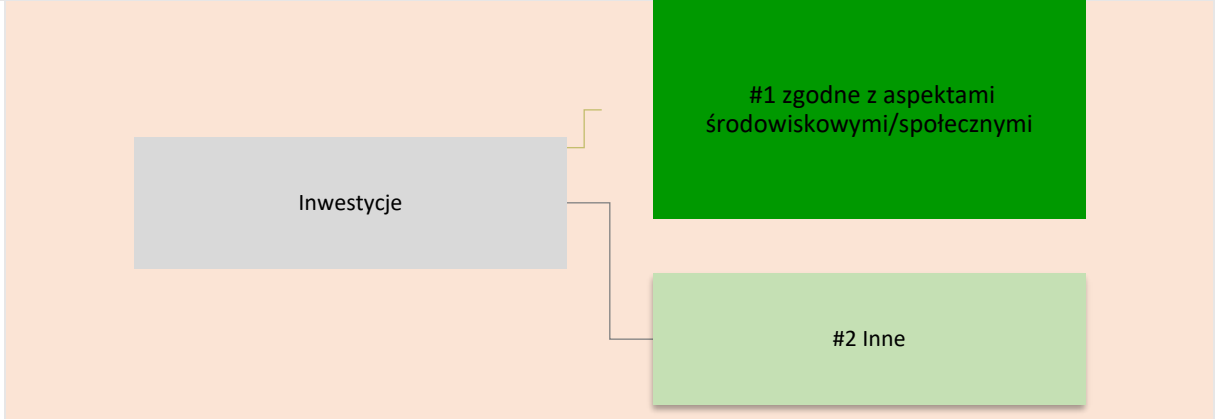 #1 zgodne z aspektami
środowiskowymi/społecznymi
Inwestycje
#2 Inne